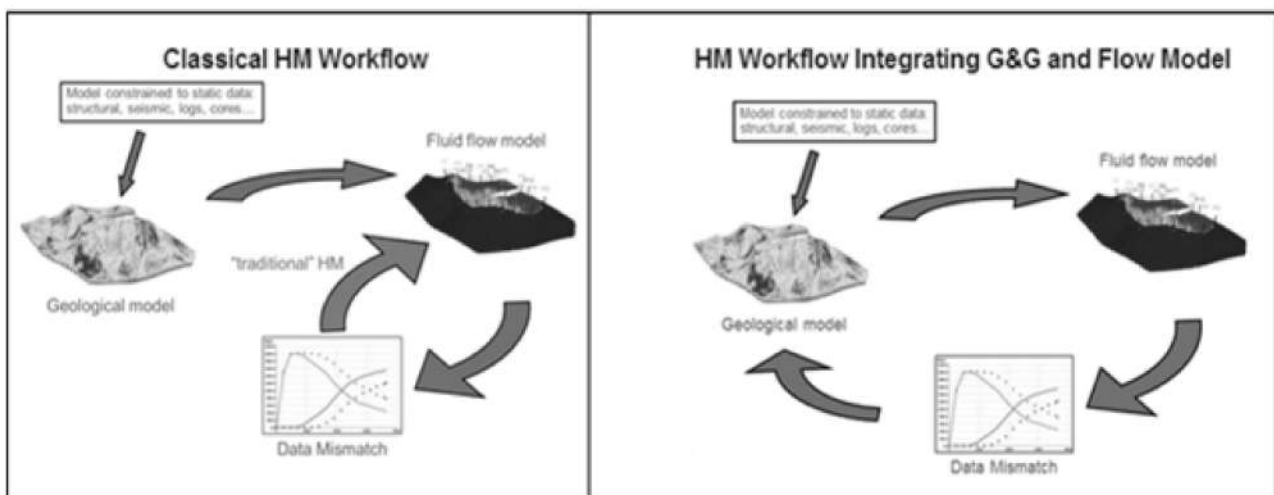 Classical HM Workflow
Model constrained to static data:
structural, seismic, logs, cores...
Fluid flow model
"traditional" HM
Geological model
Data Mismatch
HM Workflow Integrating G&G and Flow Model
Model constrained to static data:
structural, seismic, logs, cores...
Fluid flow model
Geological model
Data Mismatch